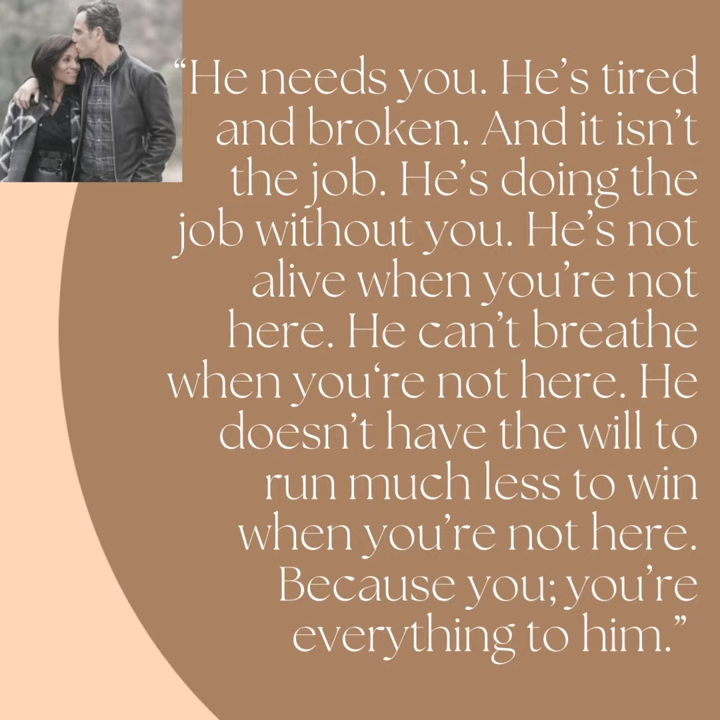 “He needs you. He’s tired
and broken. And it isn’t
the job. He’s doing the
job without you. He’s not
alive when you’re not
here. He can’t breathe
when you‘re not here. He
doesn’t have the will to
run much less to win
when you’re not here.
Because you; you’re
everything to him.”